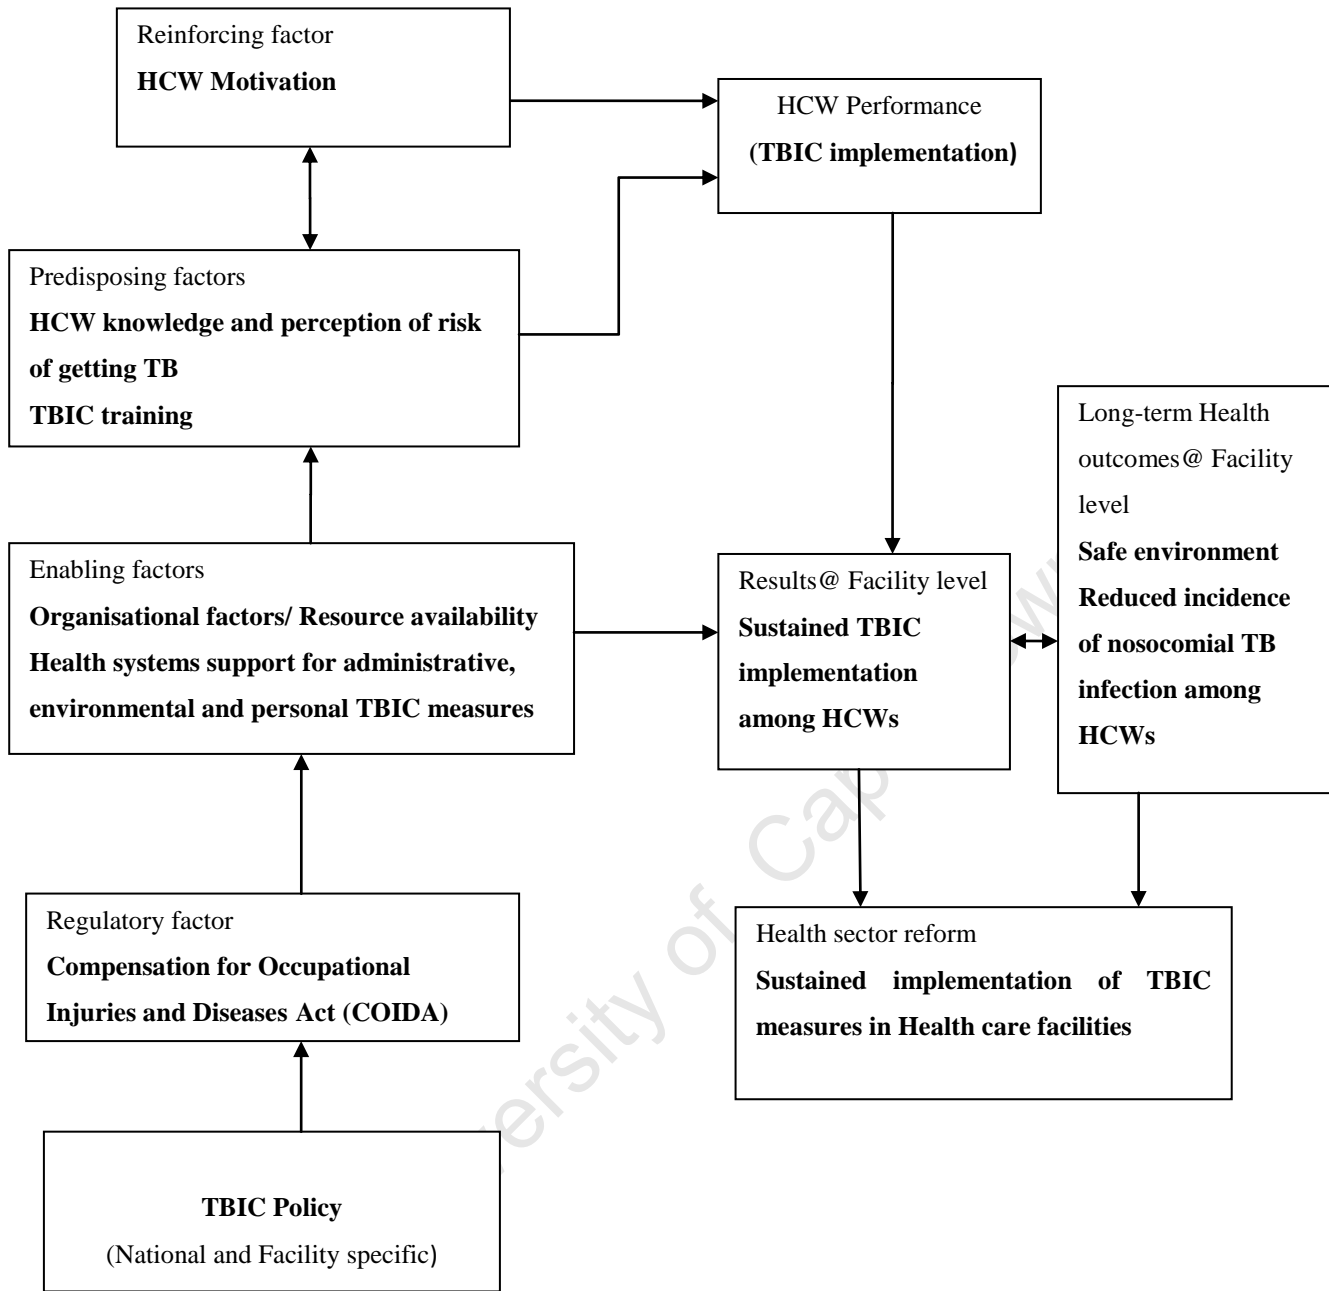 Reinforcing factor
HCW Motivation
HCW Performance
(TBIC implementation)
Predisposing factors
HCW knowledge and perception of risk
of getting TB
TBIC training
Long-term Health
outcomes@ Facility
level
Safe environment
Reduced incidence
of nosocomial TB
infection among
HCWs
Enabling factors
Organisational factors/ Resource availability
Health systems support for administrative,
environmental and personal TBIC measures
Results@ Facility level
Sustained TBIC
implementation
among HCWs
Regulatory factor
Compensation for Occupational
Injuries and Diseases Act (COIDA)
Health sector reform
Sustained implementation of TBIC
measures in Health care facilities
TBIC Policy
(National and Facility specific)